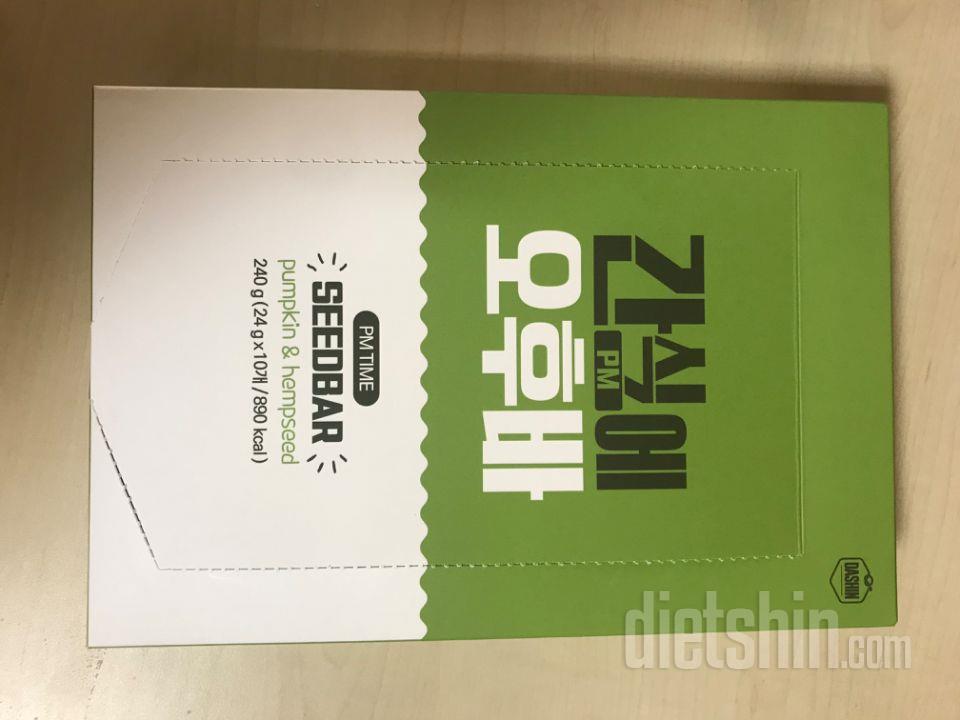 DASHIN
간식에
PM
오후바
PM TIME
SEEDBAR
pumpkin & hempseed
240 g ( 24 g x 10개 / 890 kcal )
dietshin.com